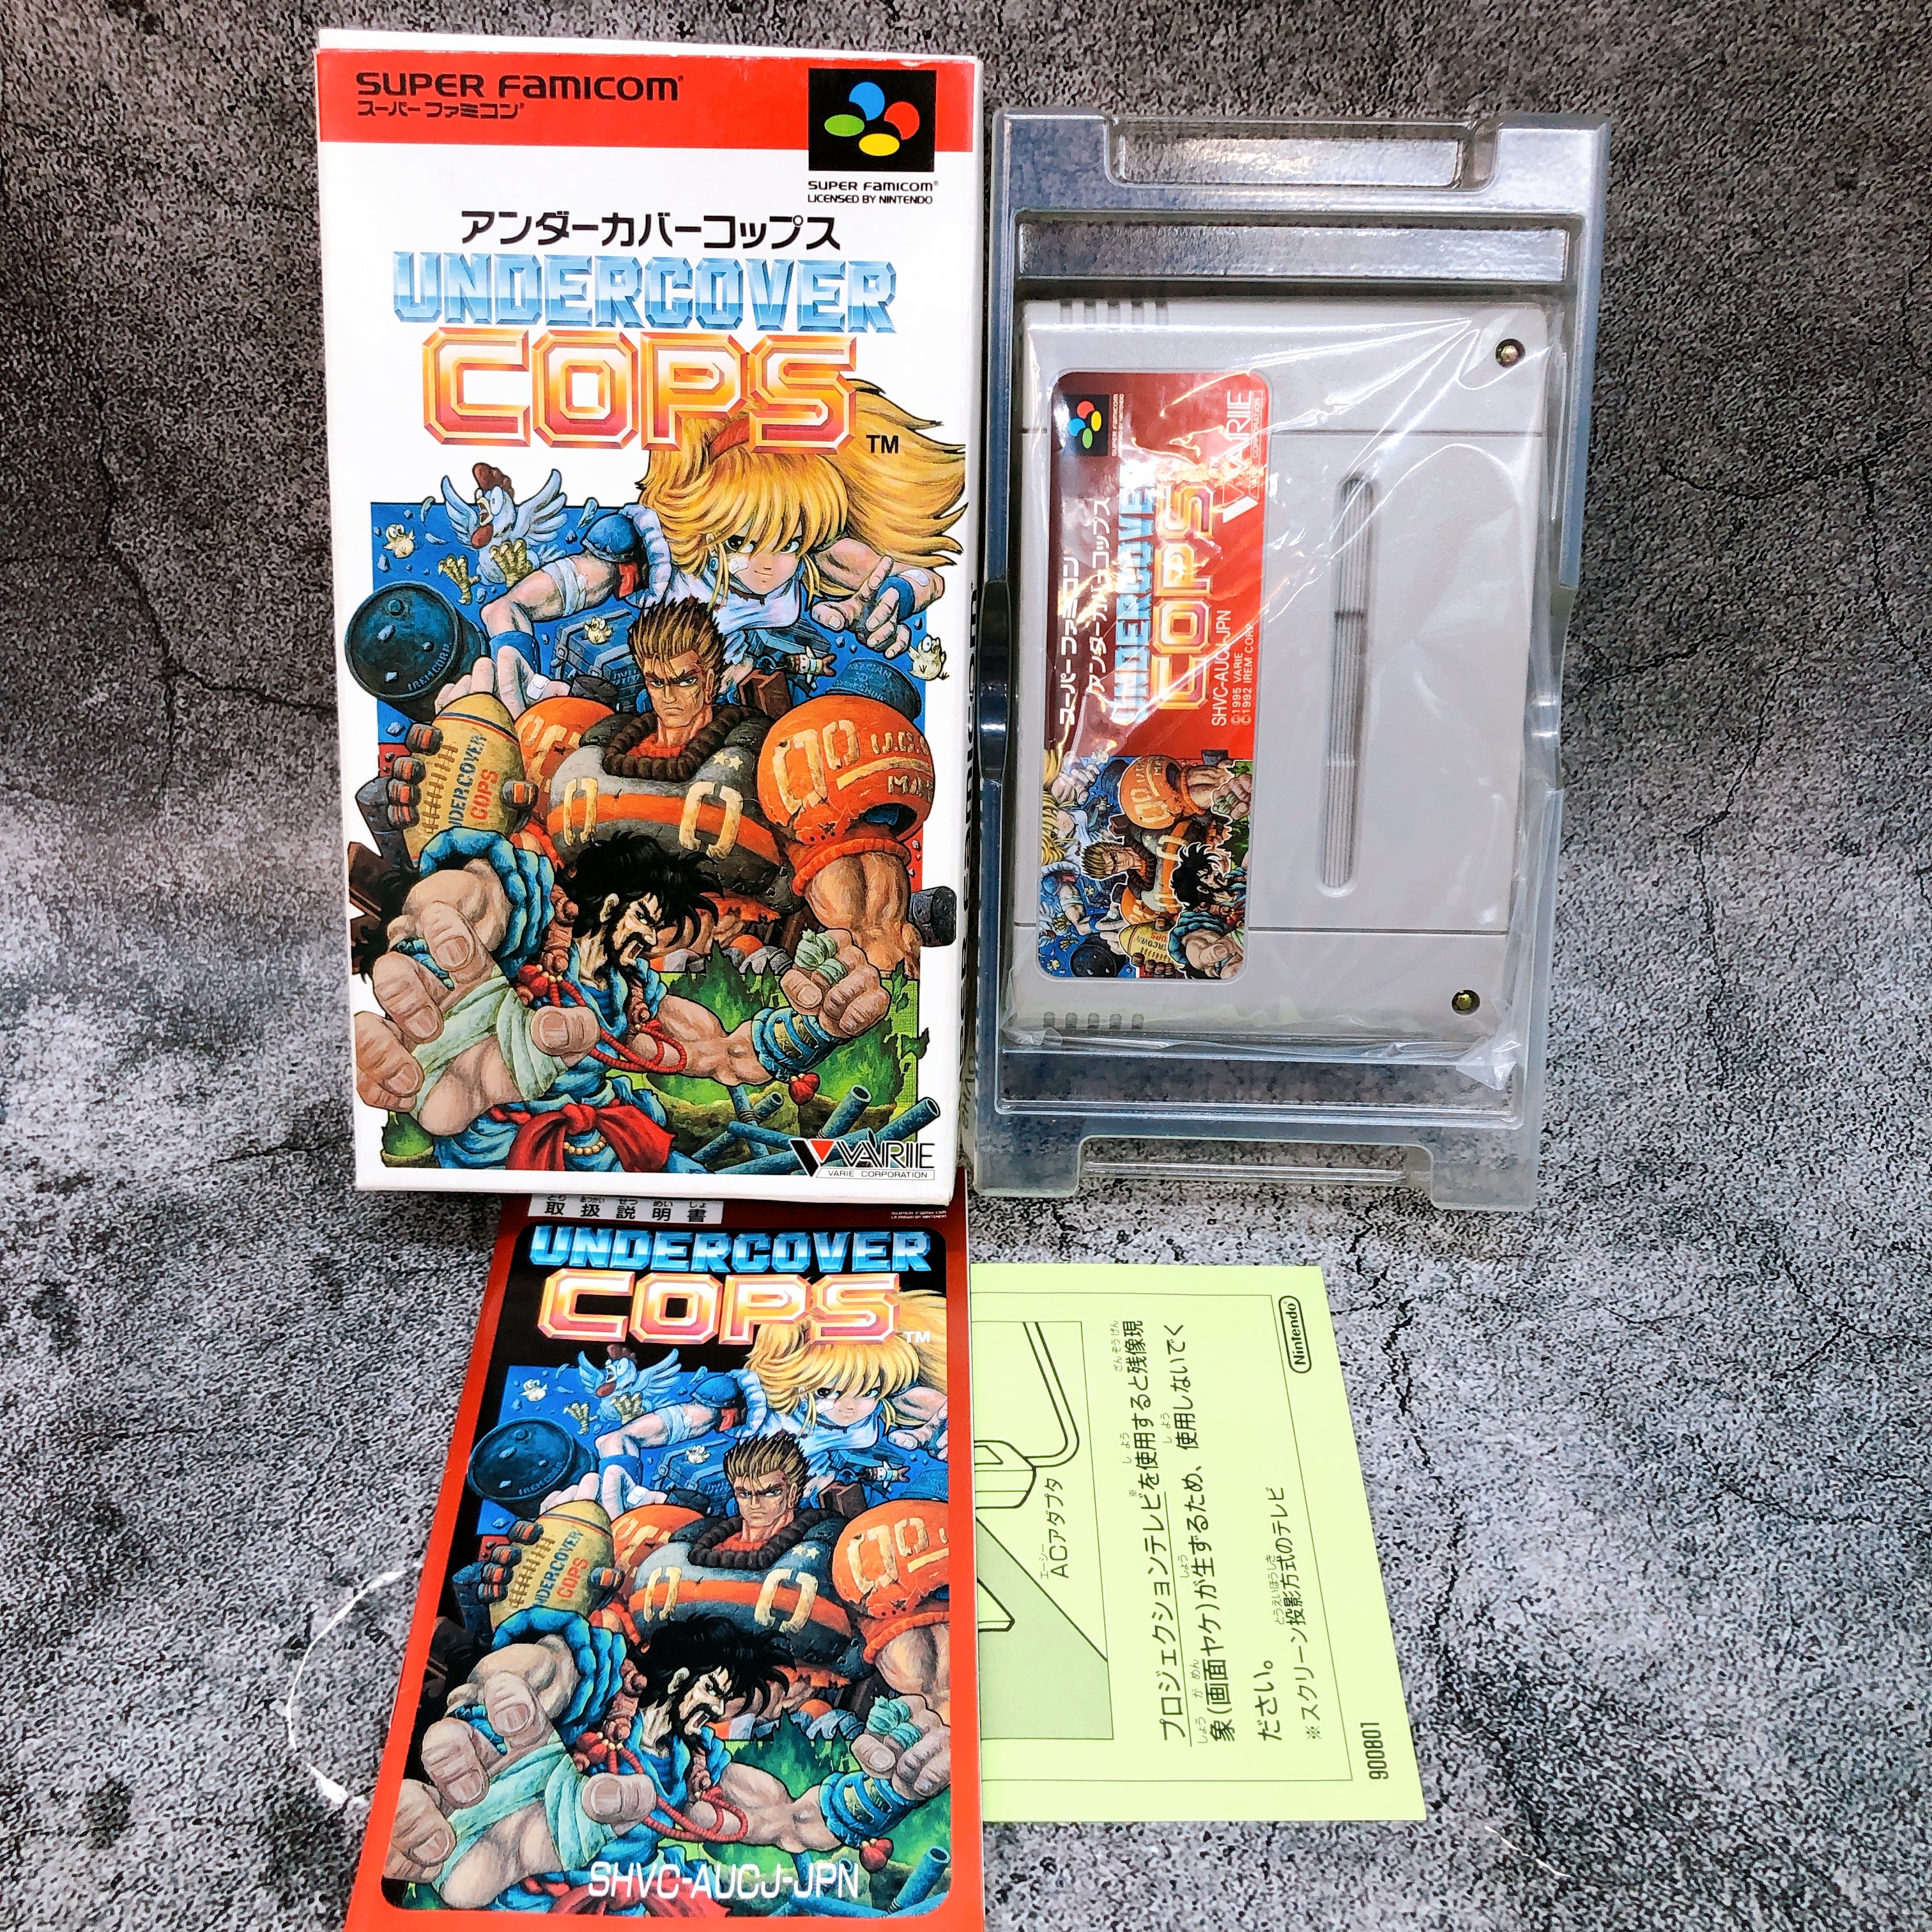 SUPER FAMICOM
スーパーファミコン
SUPER FAMICOM®
LICENSED BY NINTENDO
アンダーカバーコップス
UNDERCOVER
COPS
TM
IREM CORP.
UNDERCOVER
COPS
VARIE
VARIE CORPORATION
スーパーファミコン
アンダーカバーコップス
UNDERCOVER
COPS
SHVC-AUCJ-JPN
©1995 VARIE
©1992 IREM CORP.
VARIE
取扱説明書
UNDERCOVER
COPS
TM
UNDERCOVER
COPS
SHVC-AUCJ-JPN
ACアダプタ
プロジェクションテレビを使用すると残像現
象(画面ヤケ)が生ずるため、使用しないでく
ださい。
※スクリーン投影方式のテレビ
Nintendo
900801